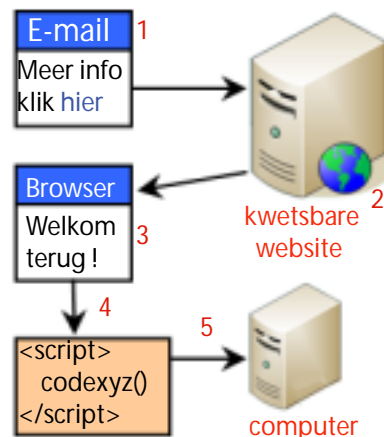 E-mail
1
Meer info
klik hier
2
kwetsbare
website
Browser
Welkom
terug !
3
4
5
<script>
codexyz()
</script>
computer